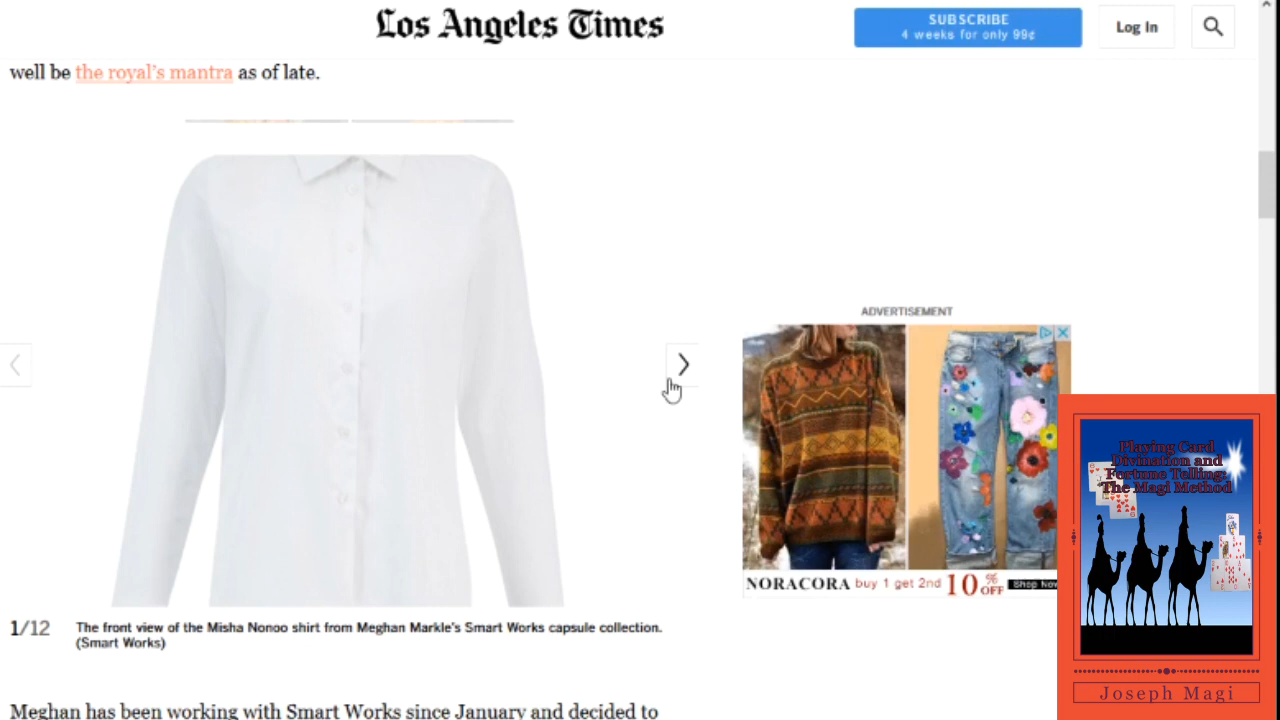 Los Angeles Times
SUBSCRIBE
4 weeks for only 99¢
Log In
well be the royal's mantra as of late.
ADVERTISEMENT
NORACORA buy 1 get 2nd 10% OFF Shop Now
1/12
The front view of the Misha Nonoo shirt from Meghan Markle's Smart Works capsule collection.
(Smart Works)
Meghan has been working with Smart Works since January and decided to
Playing Card
Divination and
Fortune Telling:
The Magi Method
Joseph Magi